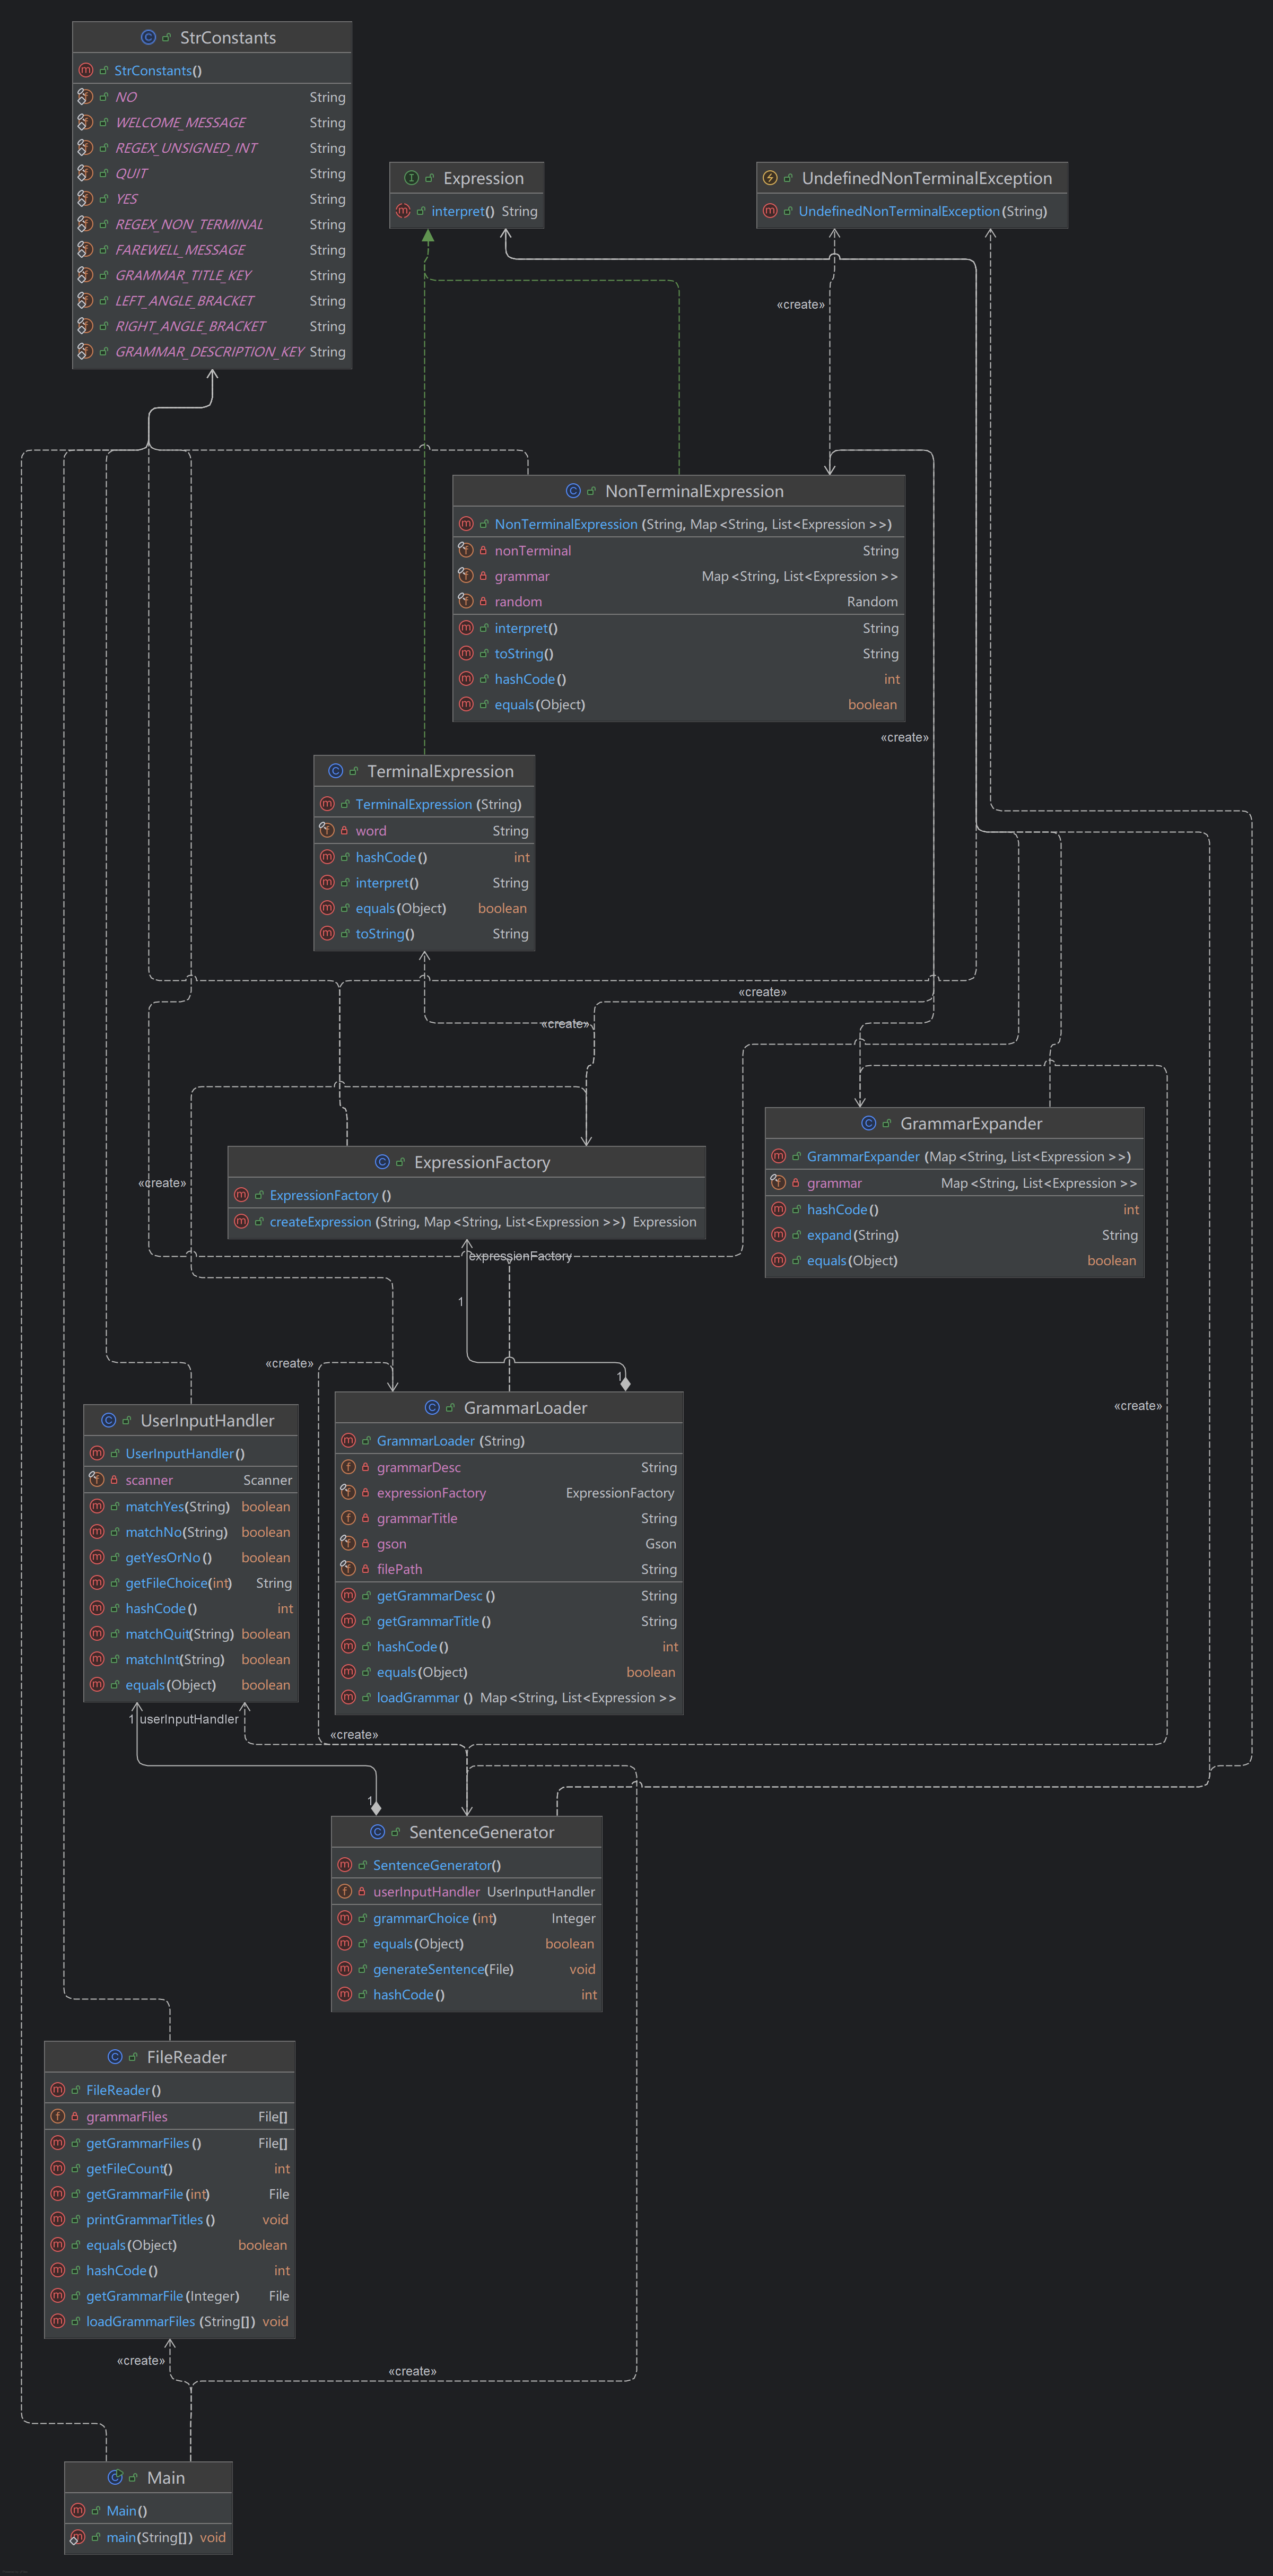 StrConstants
StrConstants()
NO String
WELCOME_MESSAGE String
REGEX_UNSIGNED_INT String
QUIT String
YES String
REGEX_NON_TERMINAL String
FAREWELL_MESSAGE String
GRAMMAR_TITLE_KEY String
LEFT_ANGLE_BRACKET String
RIGHT_ANGLE_BRACKET String
GRAMMAR_DESCRIPTION_KEY String
Expression
interpret() String
UndefinedNonTerminalException
UndefinedNonTerminalException(String)
«create»
NonTerminalExpression
NonTerminalExpression (String, Map <String, List<Expression >>)
nonTerminal String
grammar Map <String, List<Expression >>
random Random
interpret() String
toString() String
hashCode() int
equals(Object) boolean
«create»
TerminalExpression
TerminalExpression (String)
word String
hashCode() int
interpret() String
equals(Object) boolean
toString() String
«create»
«create»
GrammarExpander
GrammarExpander (Map <String, List<Expression >>)
grammar Map <String, List<Expression >>
hashCode() int
expand(String) String
equals(Object) boolean
ExpressionFactory
ExpressionFactory ()
createExpression (String, Map <String, List<Expression >>) Expression
«create»
expressionFactory
1
«create»
1
«create»
UserInputHandler
UserInputHandler()
scanner Scanner
matchYes(String) boolean
matchNo(String) boolean
getYesOrNo() boolean
getFileChoice(int) String
hashCode() int
matchQuit(String) boolean
matchInt(String) boolean
equals(Object) boolean
GrammarLoader
GrammarLoader (String)
grammarDesc String
expressionFactory ExpressionFactory
grammarTitle String
gson Gson
filePath String
getGrammarDesc() String
getGrammarTitle() String
hashCode() int
equals(Object) boolean
loadGrammar () Map <String, List<Expression >>
1 userInputHandler
«create»
1
SentenceGenerator
SentenceGenerator()
userInputHandler UserInputHandler
grammarChoice (int) Integer
equals(Object) boolean
generateSentence(File) void
hashCode() int
FileReader
FileReader()
grammarFiles File[]
getGrammarFiles () File[]
getFileCount() int
getGrammarFile(int) File
printGrammarTitles () void
equals(Object) boolean
hashCode() int
getGrammarFile(Integer) File
loadGrammarFiles (String[]) void
«create»
«create»
Main
Main()
main(String[]) void